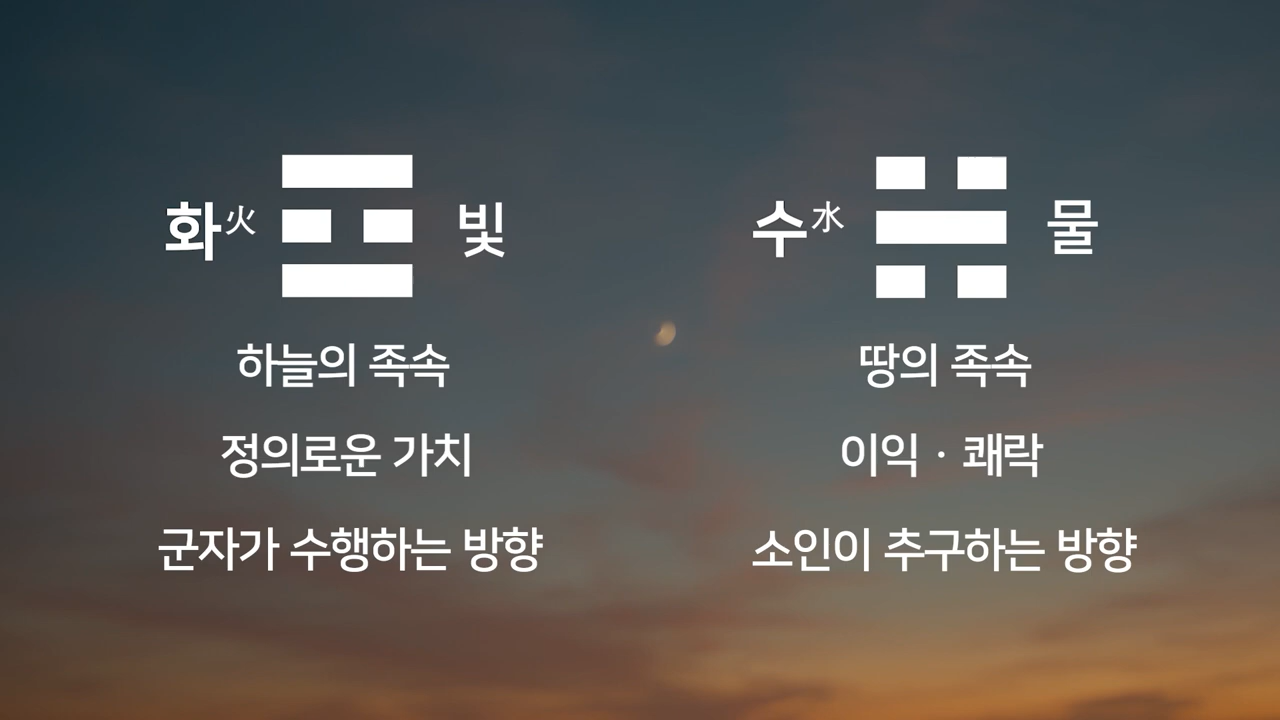 화火 빛
하늘의 족속
정의로운 가치
군자가 수행하는 방향
수水 물
땅의 족속
이익 · 쾌락
소인이 추구하는 방향